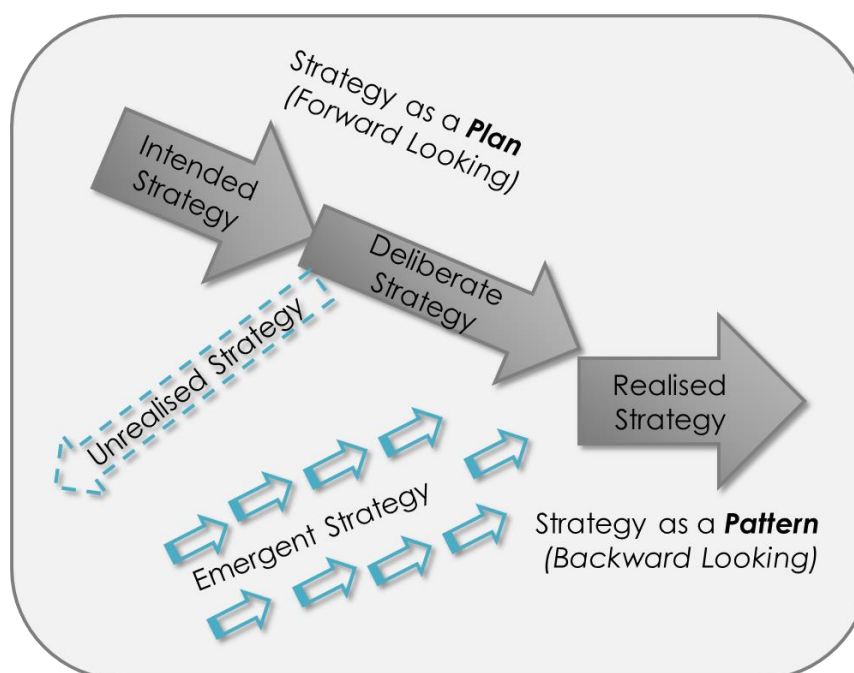 Strategy as a Plan
(Forward Looking)
Intended
Strategy
Deliberate
Strategy
Unrealised Strategy
Realised
Strategy
Emergent Strategy
Strategy as a Pattern
(Backward Looking)